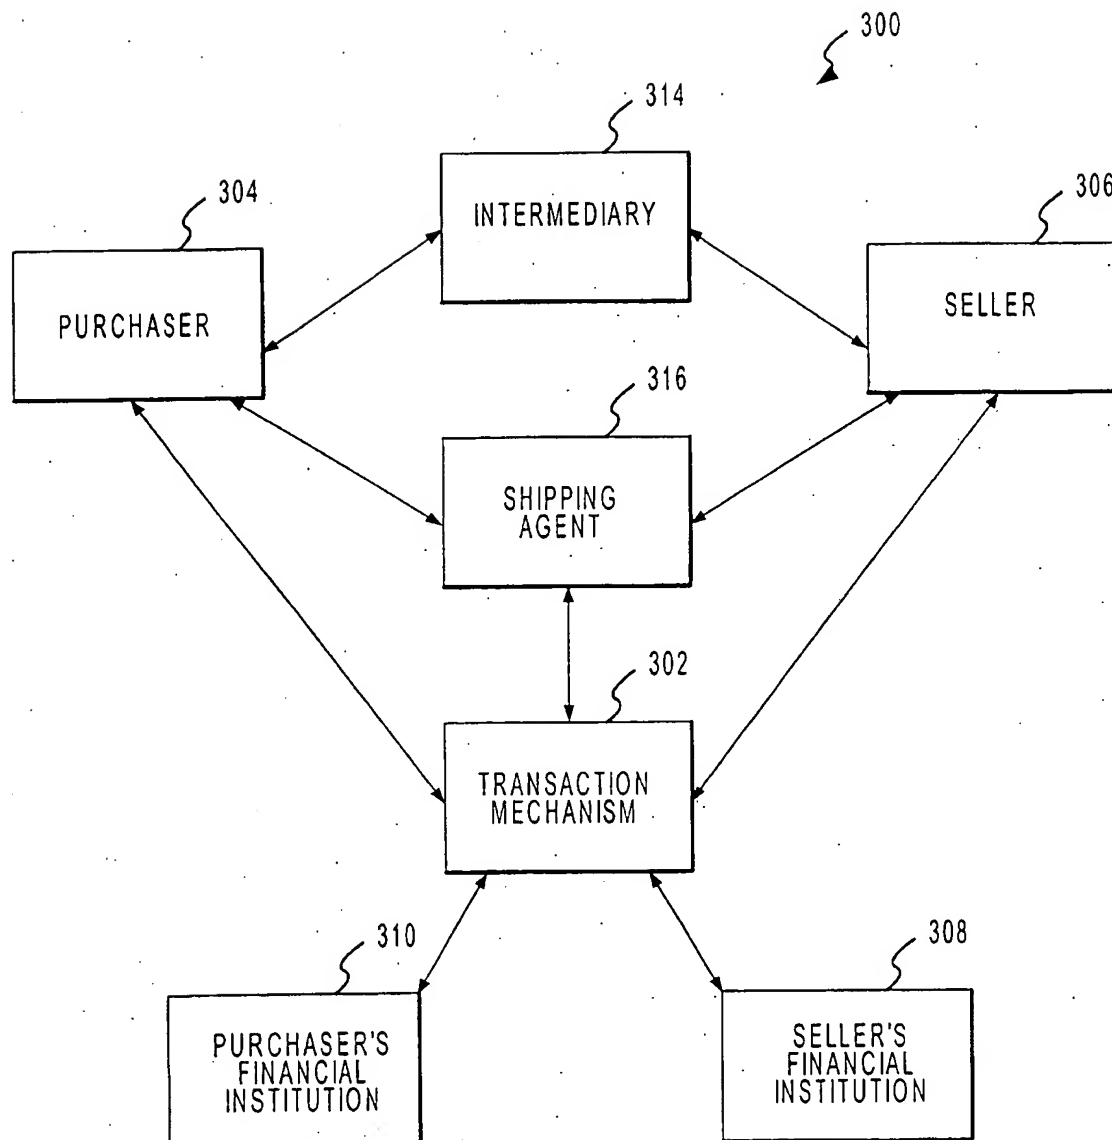 300
314
INTERMEDIARY
304
PURCHASER
306
SELLER
316
SHIPPING
AGENT
302
TRANSACTION
MECHANISM
310
PURCHASER'S
FINANCIAL
INSTITUTION
308
SELLER'S
FINANCIAL
INSTITUTION